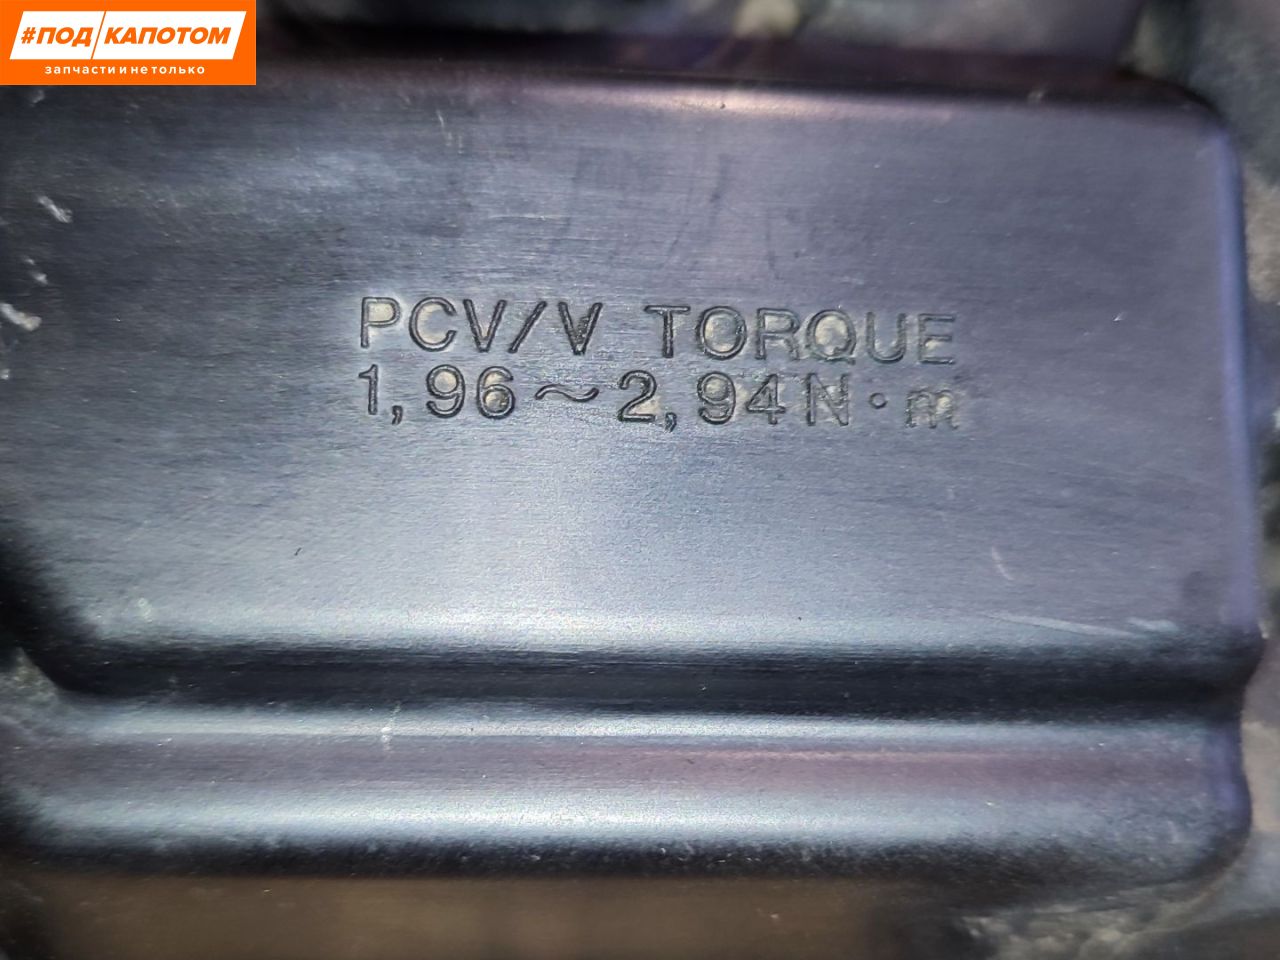 #ПОД КАПОТОМ
запчасти и не только
PCV/V TORQUE
1,96~2,94N·m